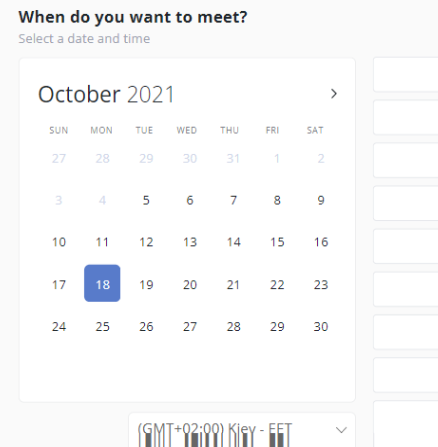 When do you want to meet?
Select a date and time
October 2021
SUN MON TUE WED THU FRI SAT
27 28 29 30 31 1 2
3 4 5 6 7 8 9
10 11 12 13 14 15 16
17 18 19 20 21 22 23
24 25 26 27 28 29 30
(GMT+02:00) Kiev - EET